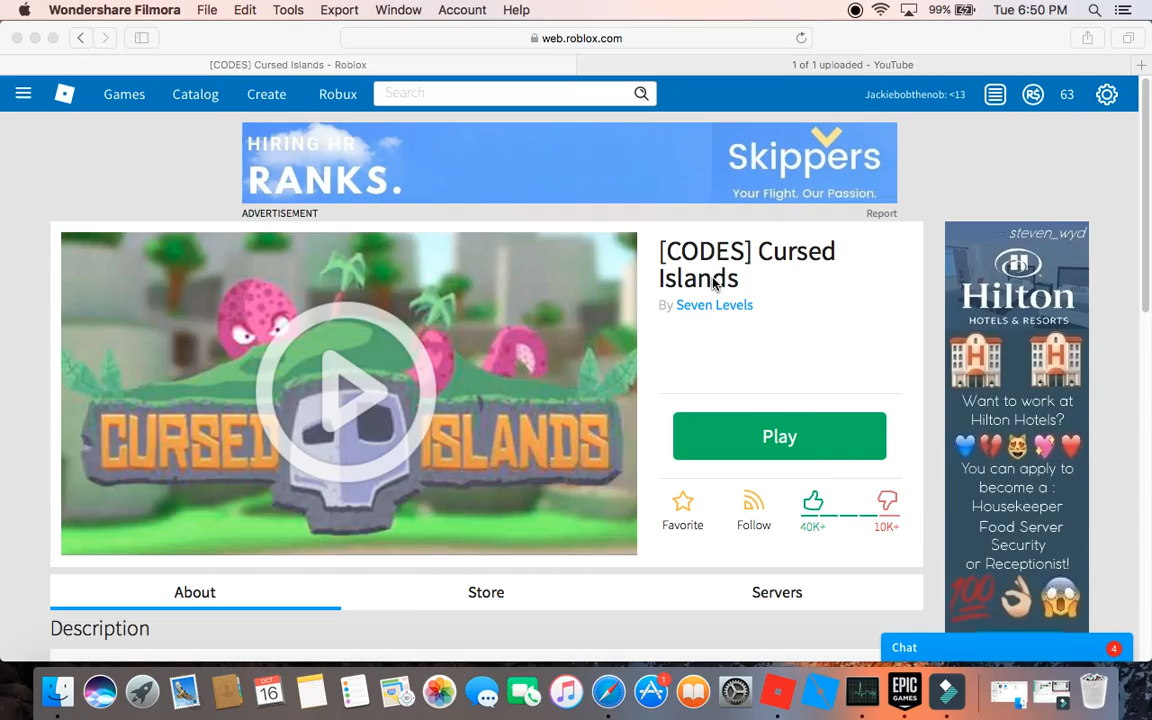 Wondershare Filmora File Edit Tools Export Window Account Help 99% Tue 6:50 PM
web.roblox.com
[CODES] Cursed Islands - Roblox 1 of 1 uploaded - YouTube
Games Catalog Create Robux Search Jackiebobthenob: <13 R$ 63
HIRING HR
RANKS.
Skippers
Your Flight. Our Passion.
ADVERTISEMENT Report
[CODES] Cursed
Islands
By Seven Levels
CURSED ISLANDS
Play
Favorite Follow 40K+ 10K+
About Store Servers
Description
- steven_wyd
Hilton
HOTELS & RESORTS
H H
Want to work at
Hilton Hotels?
You can apply to
become a :
Housekeeper
Food Server
Security
or Receptionist!
100
Chat 4
OCT
16
1
EPIC
GAMES